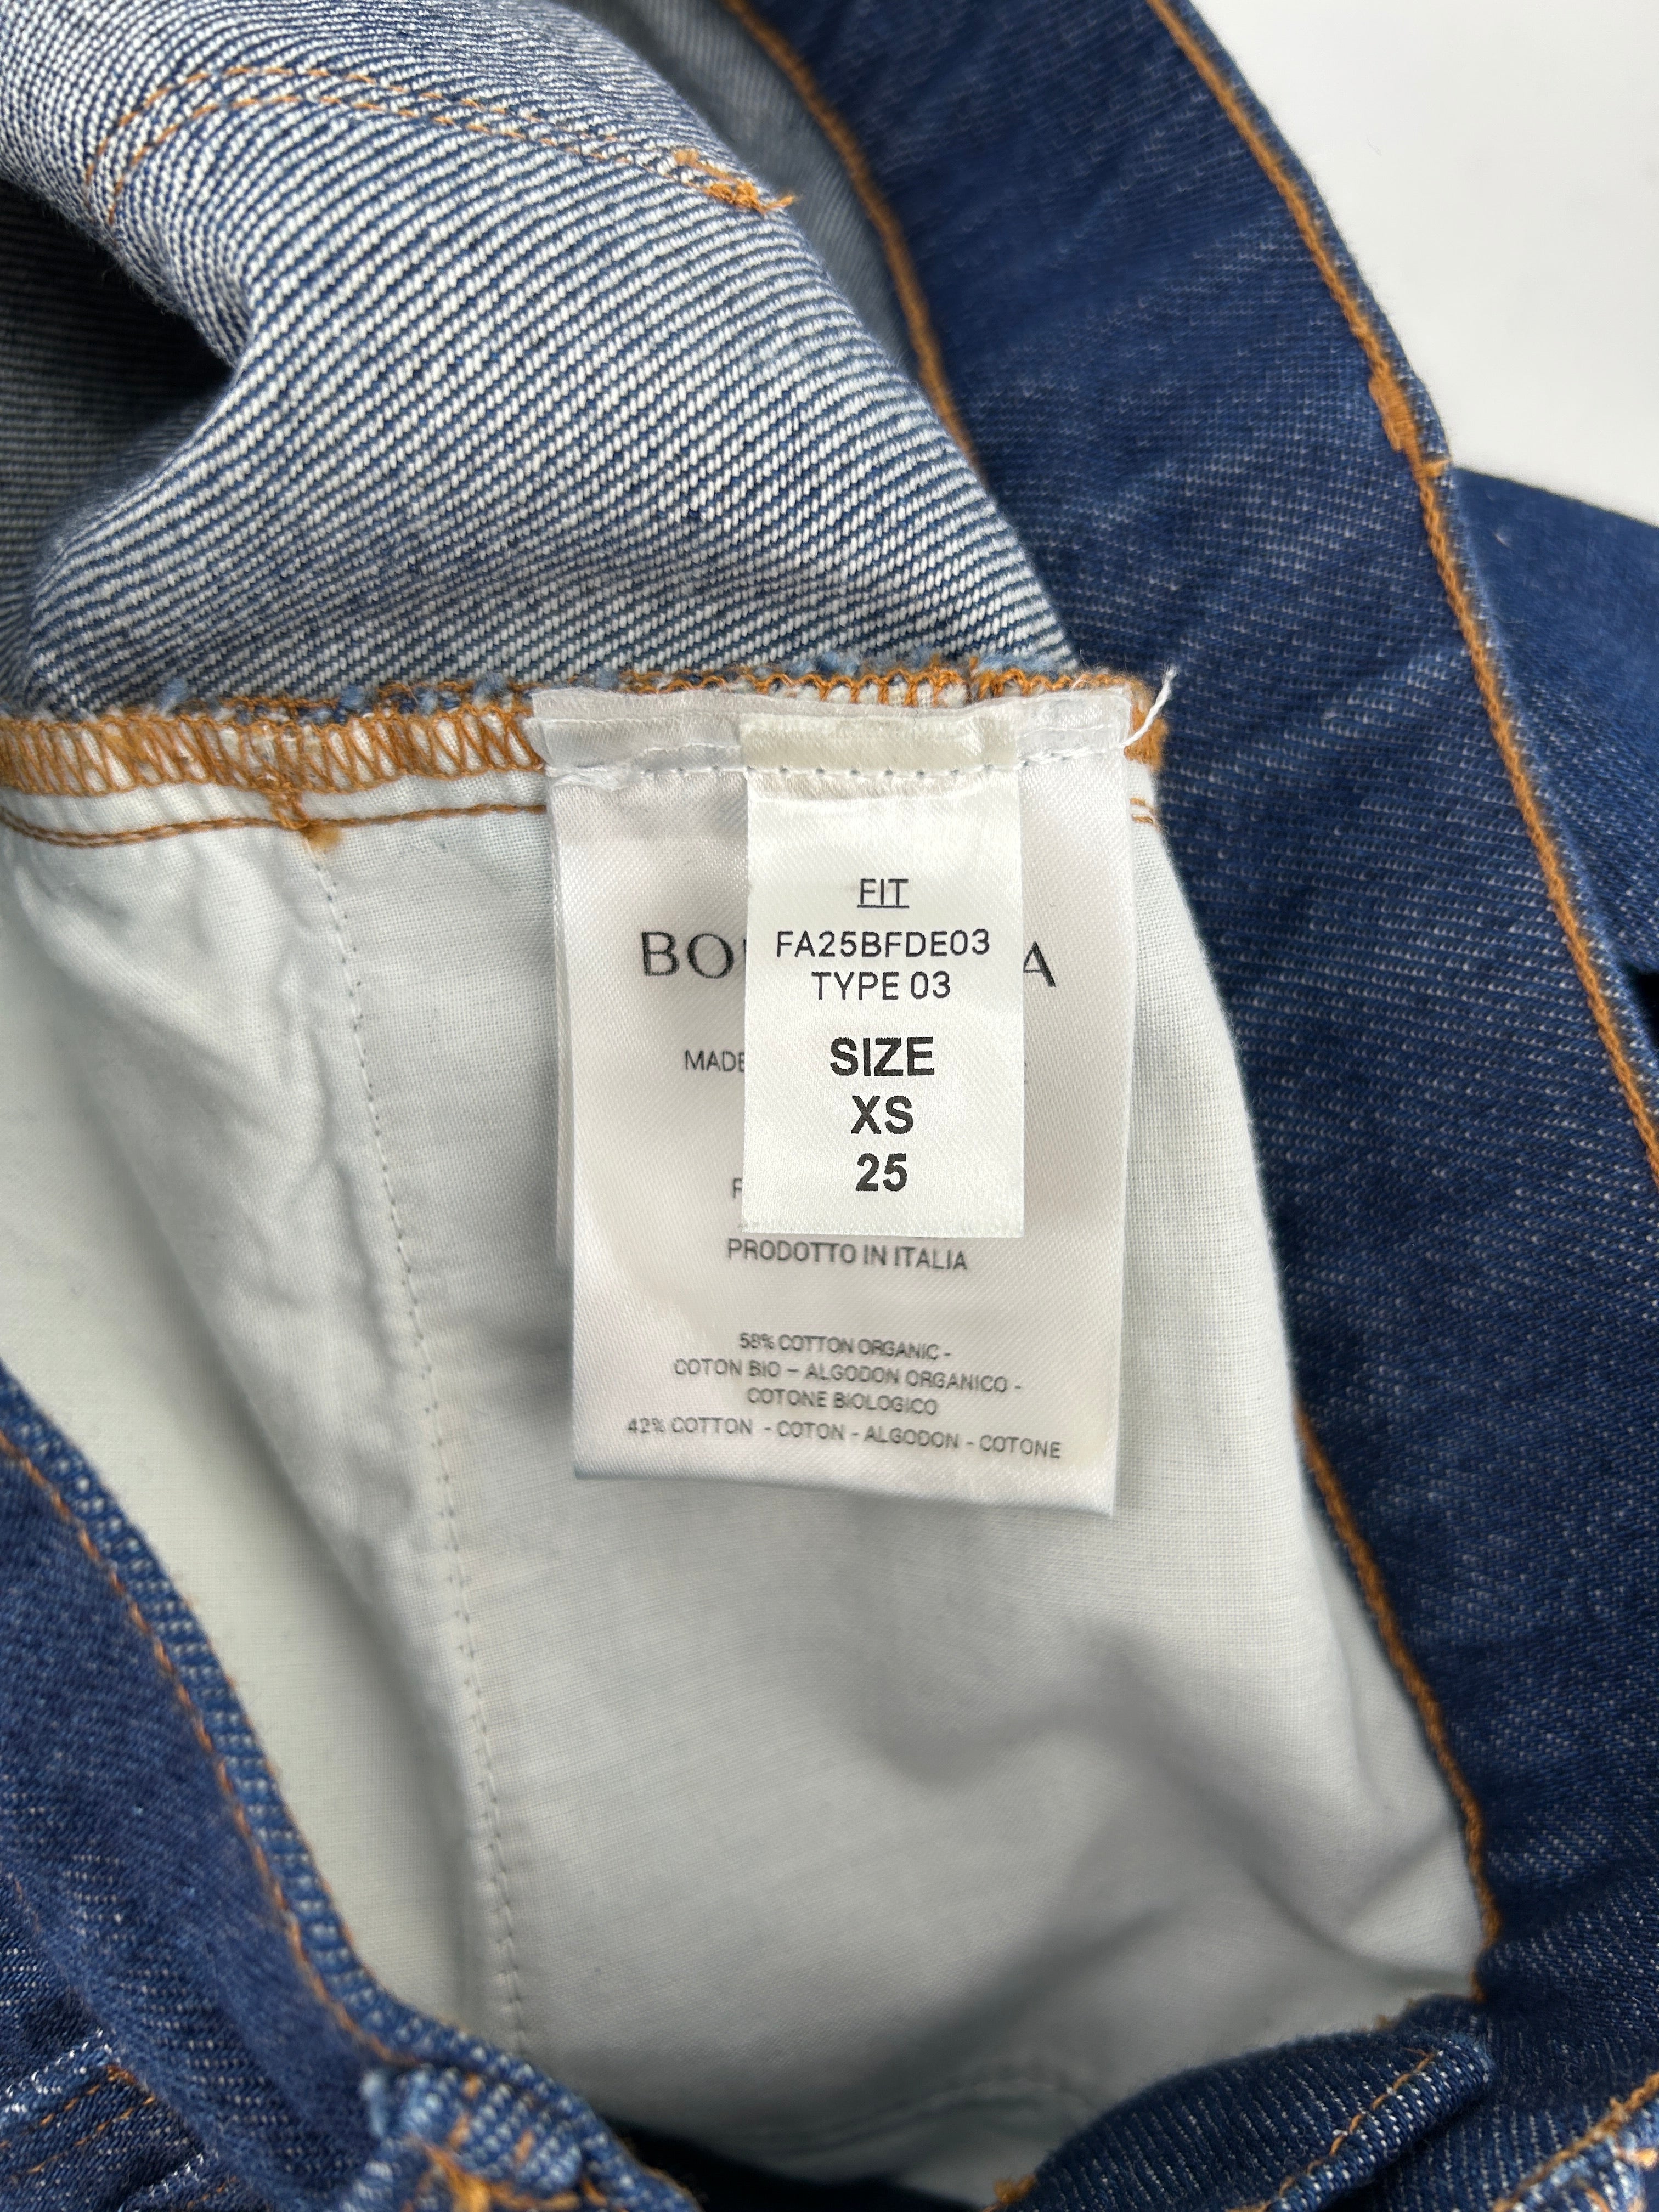 FIT
FA25BFDE03
TYPE 03
SIZE
XS
25
BO
A
MADE
PRODOTTO IN ITALIA
58% COTTON ORGANIC -
COTON BIO – ALGODON ORGANICO -
COTONE BIOLOGICO
42% COTTON - COTON - ALGODON - COTONE